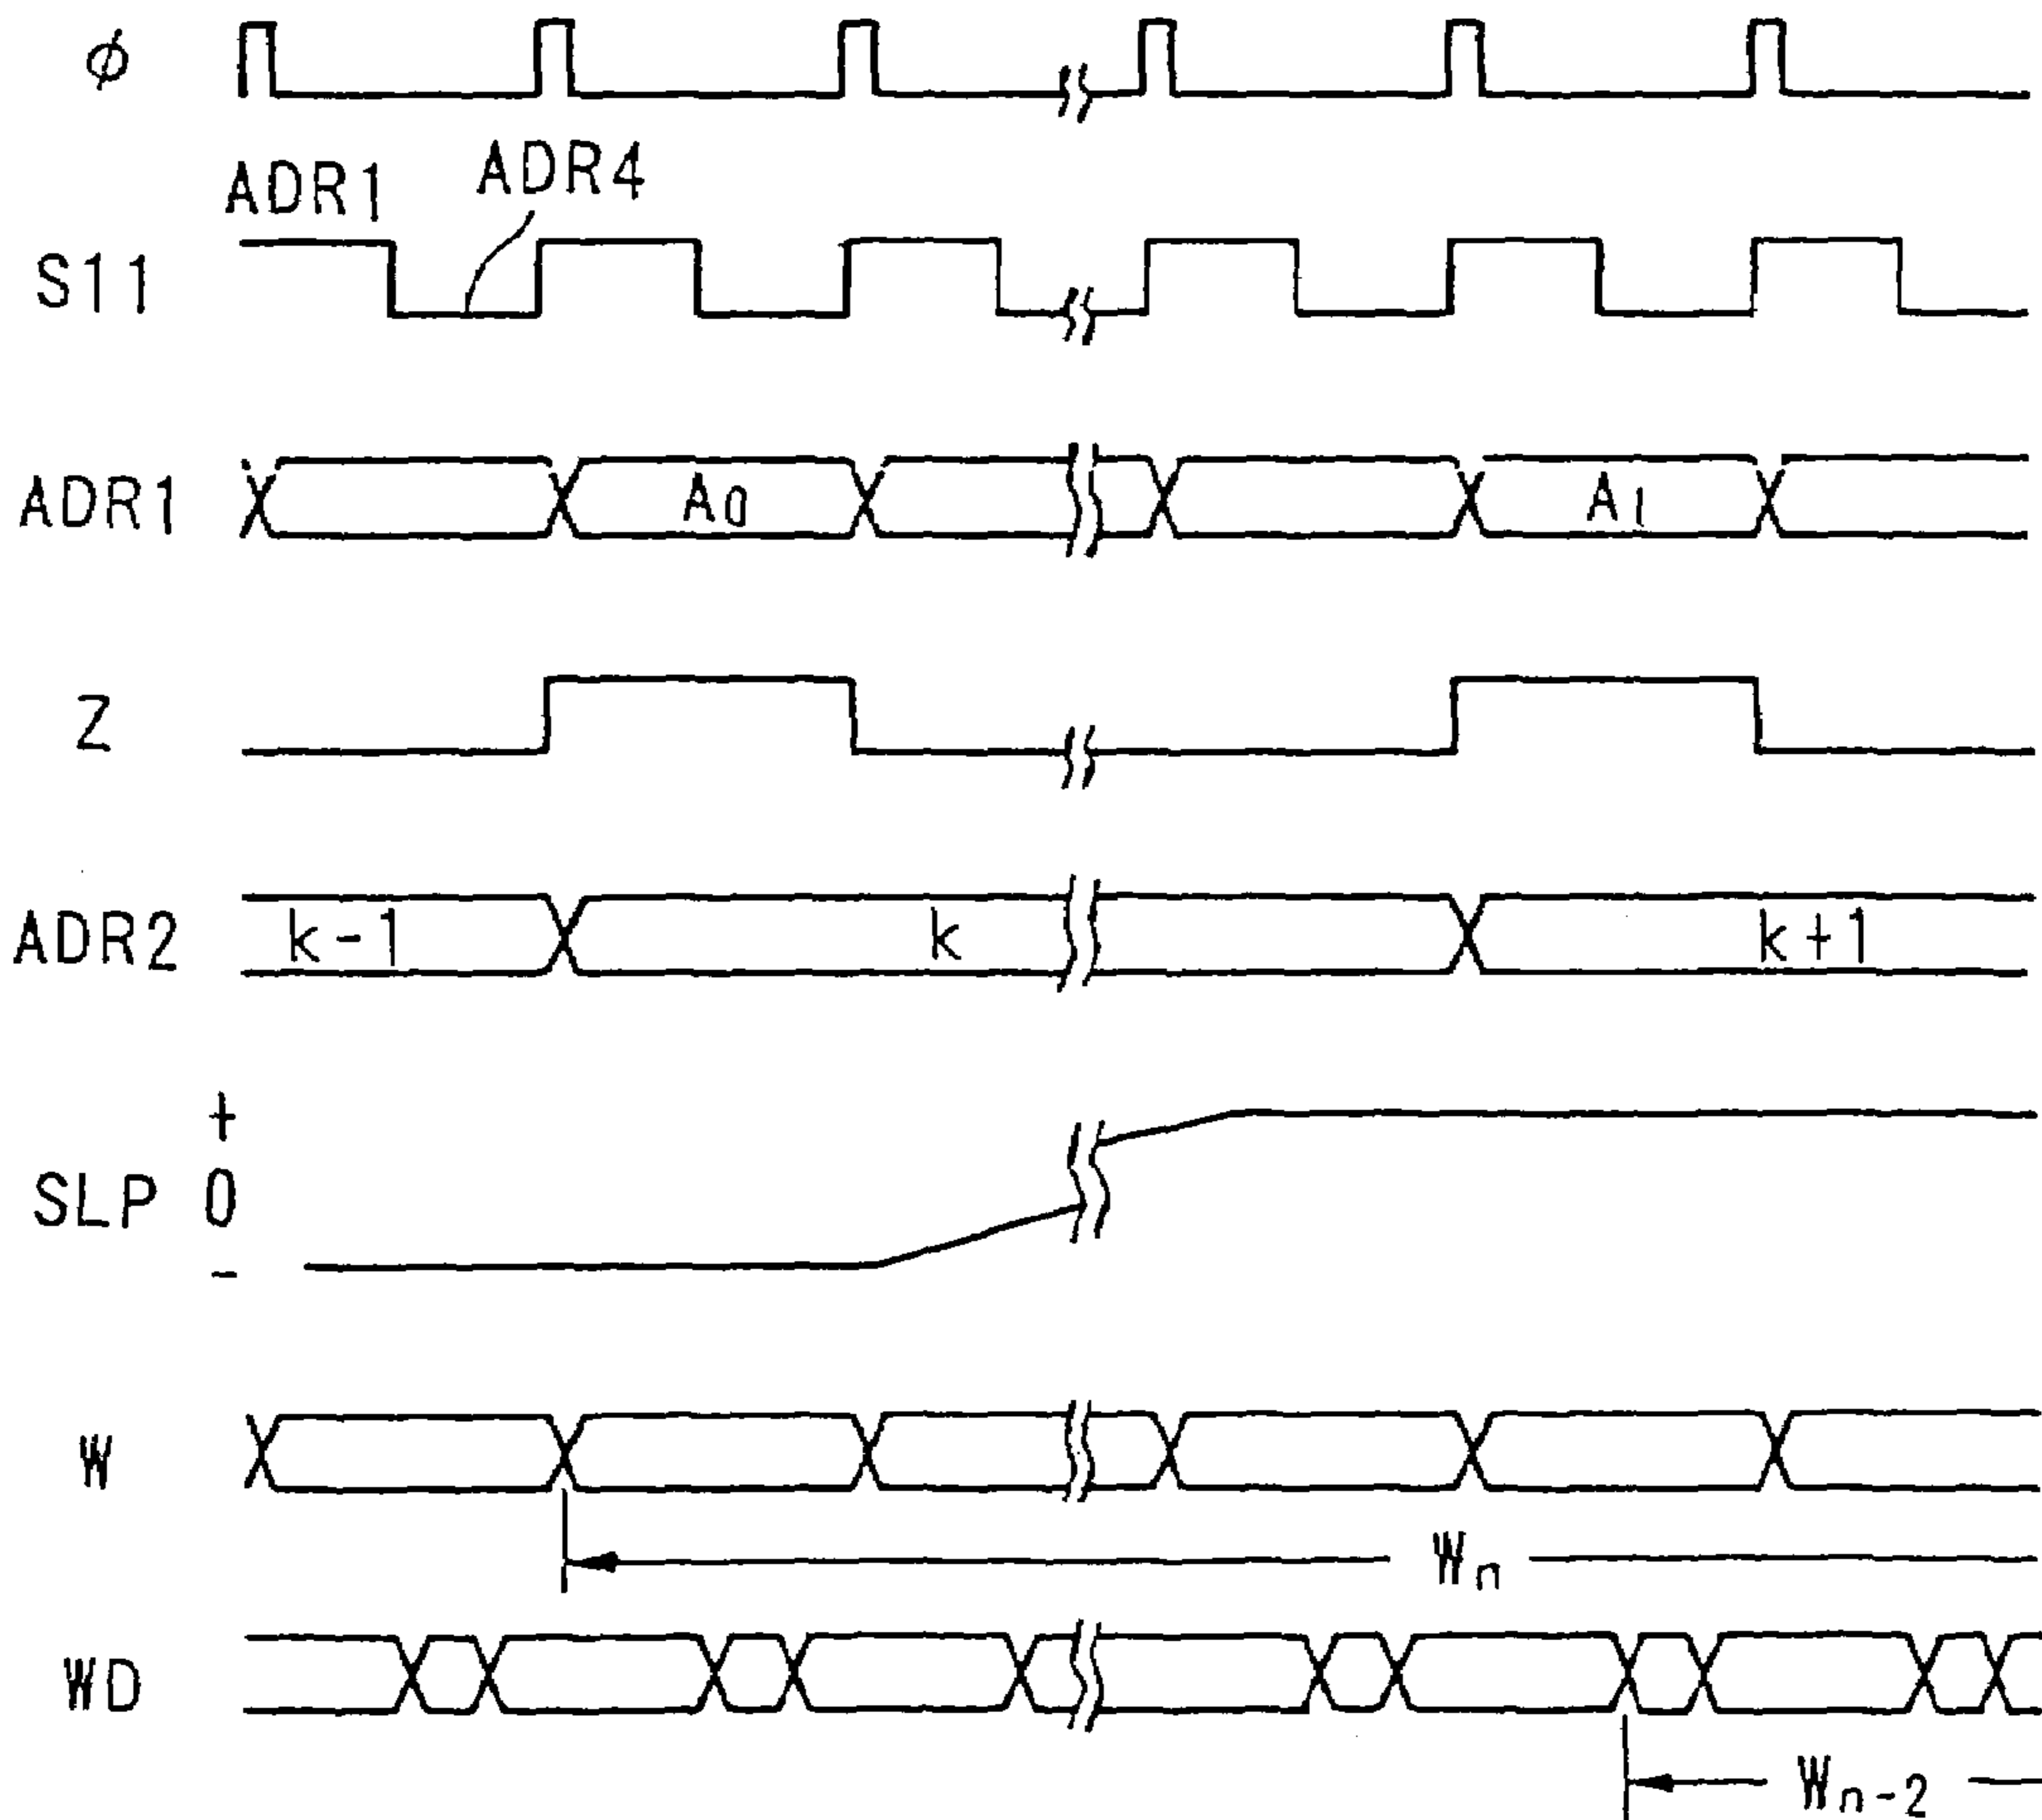 ϕ
ADR1 ADR4
S11
ADR1 A0 A1
Z
ADR2 k-1 k k+1
+
SLP 0
-
W
Wn
WD
Wn-2